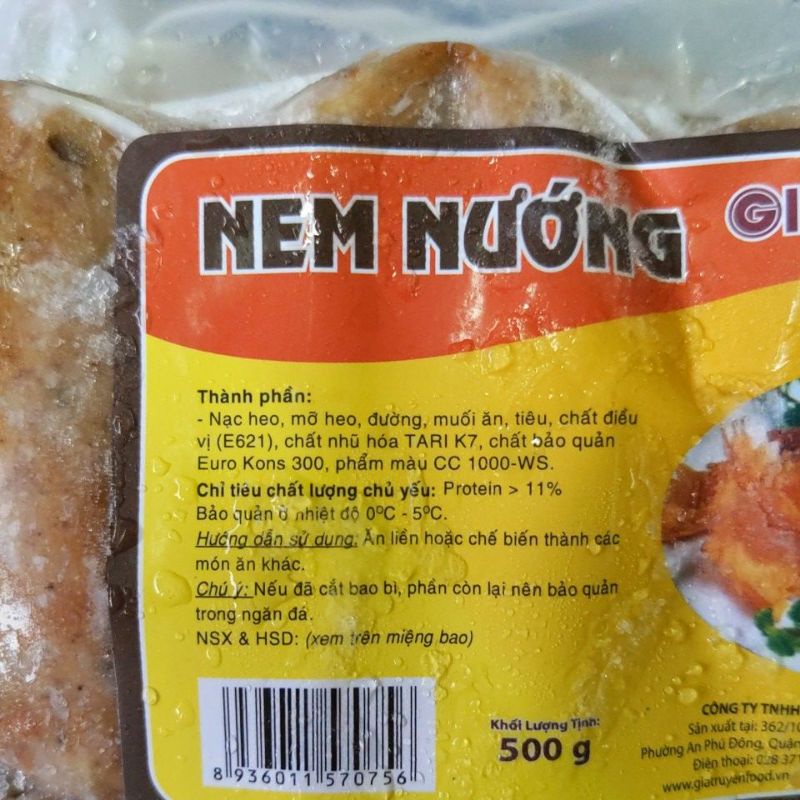 NEM NƯỚNG GI
Thành phần:
- Nạc heo, mỡ heo, đường, muối ăn, tiêu, chất điều
vị (E621), chất nhũ hóa TARI K7, chất bảo quản
Euro Kons 300, phẩm màu CC 1000-WS.
Chỉ tiêu chất lượng chủ yếu: Protein > 11%
Bảo quản ở nhiệt độ 0ºC - 5ºC.
Hướng dẫn sử dụng: Ăn liền hoặc chế biến thành các
món ăn khác.
Chú ý: Nếu đã cắt bao bì, phần còn lại nên bảo quản
trong ngăn đá.
NSX & HSD: (xem trên miệng bao)
8 936011 570756
Khối Lượng Tịnh:
500 g
CÔNG TY TNHH
Sản xuất tại: 362/10
Phường An Phú Đông, Quận
Điện thoại: 028 371
www.giatruyenfood.vn